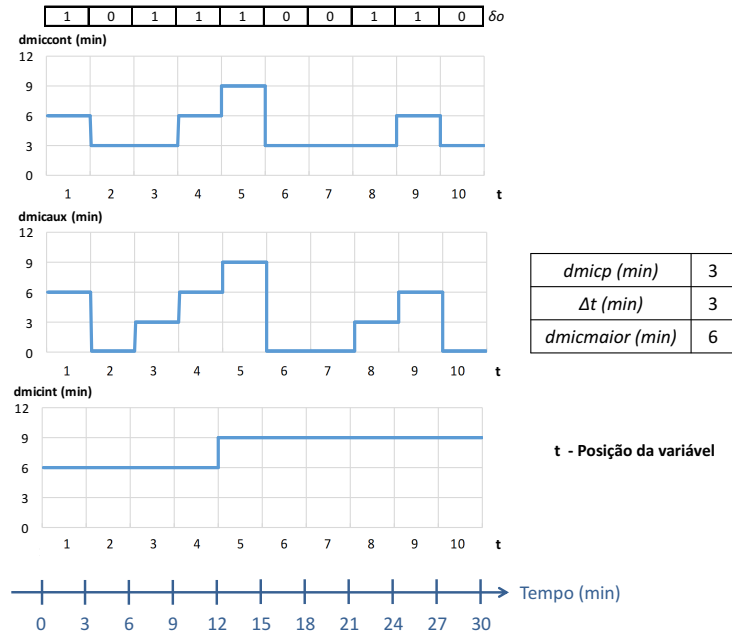 1 0 1 1 1 0 0 1 1 0 δo
dmiccont (min)
12
9
6
3
0
1 2 3 4 5 6 7 8 9 10 t
dmicaux (min)
12
9
6
3
0
1 2 3 4 5 6 7 8 9 10 t
dmicp (min) 3
Δt (min) 3
dmicmaior (min) 6
dmicint (min)
12
9
6
3
0
1 2 3 4 5 6 7 8 9 10 t
t - Posição da variável
Tempo (min)
0 3 6 9 12 15 18 21 24 27 30